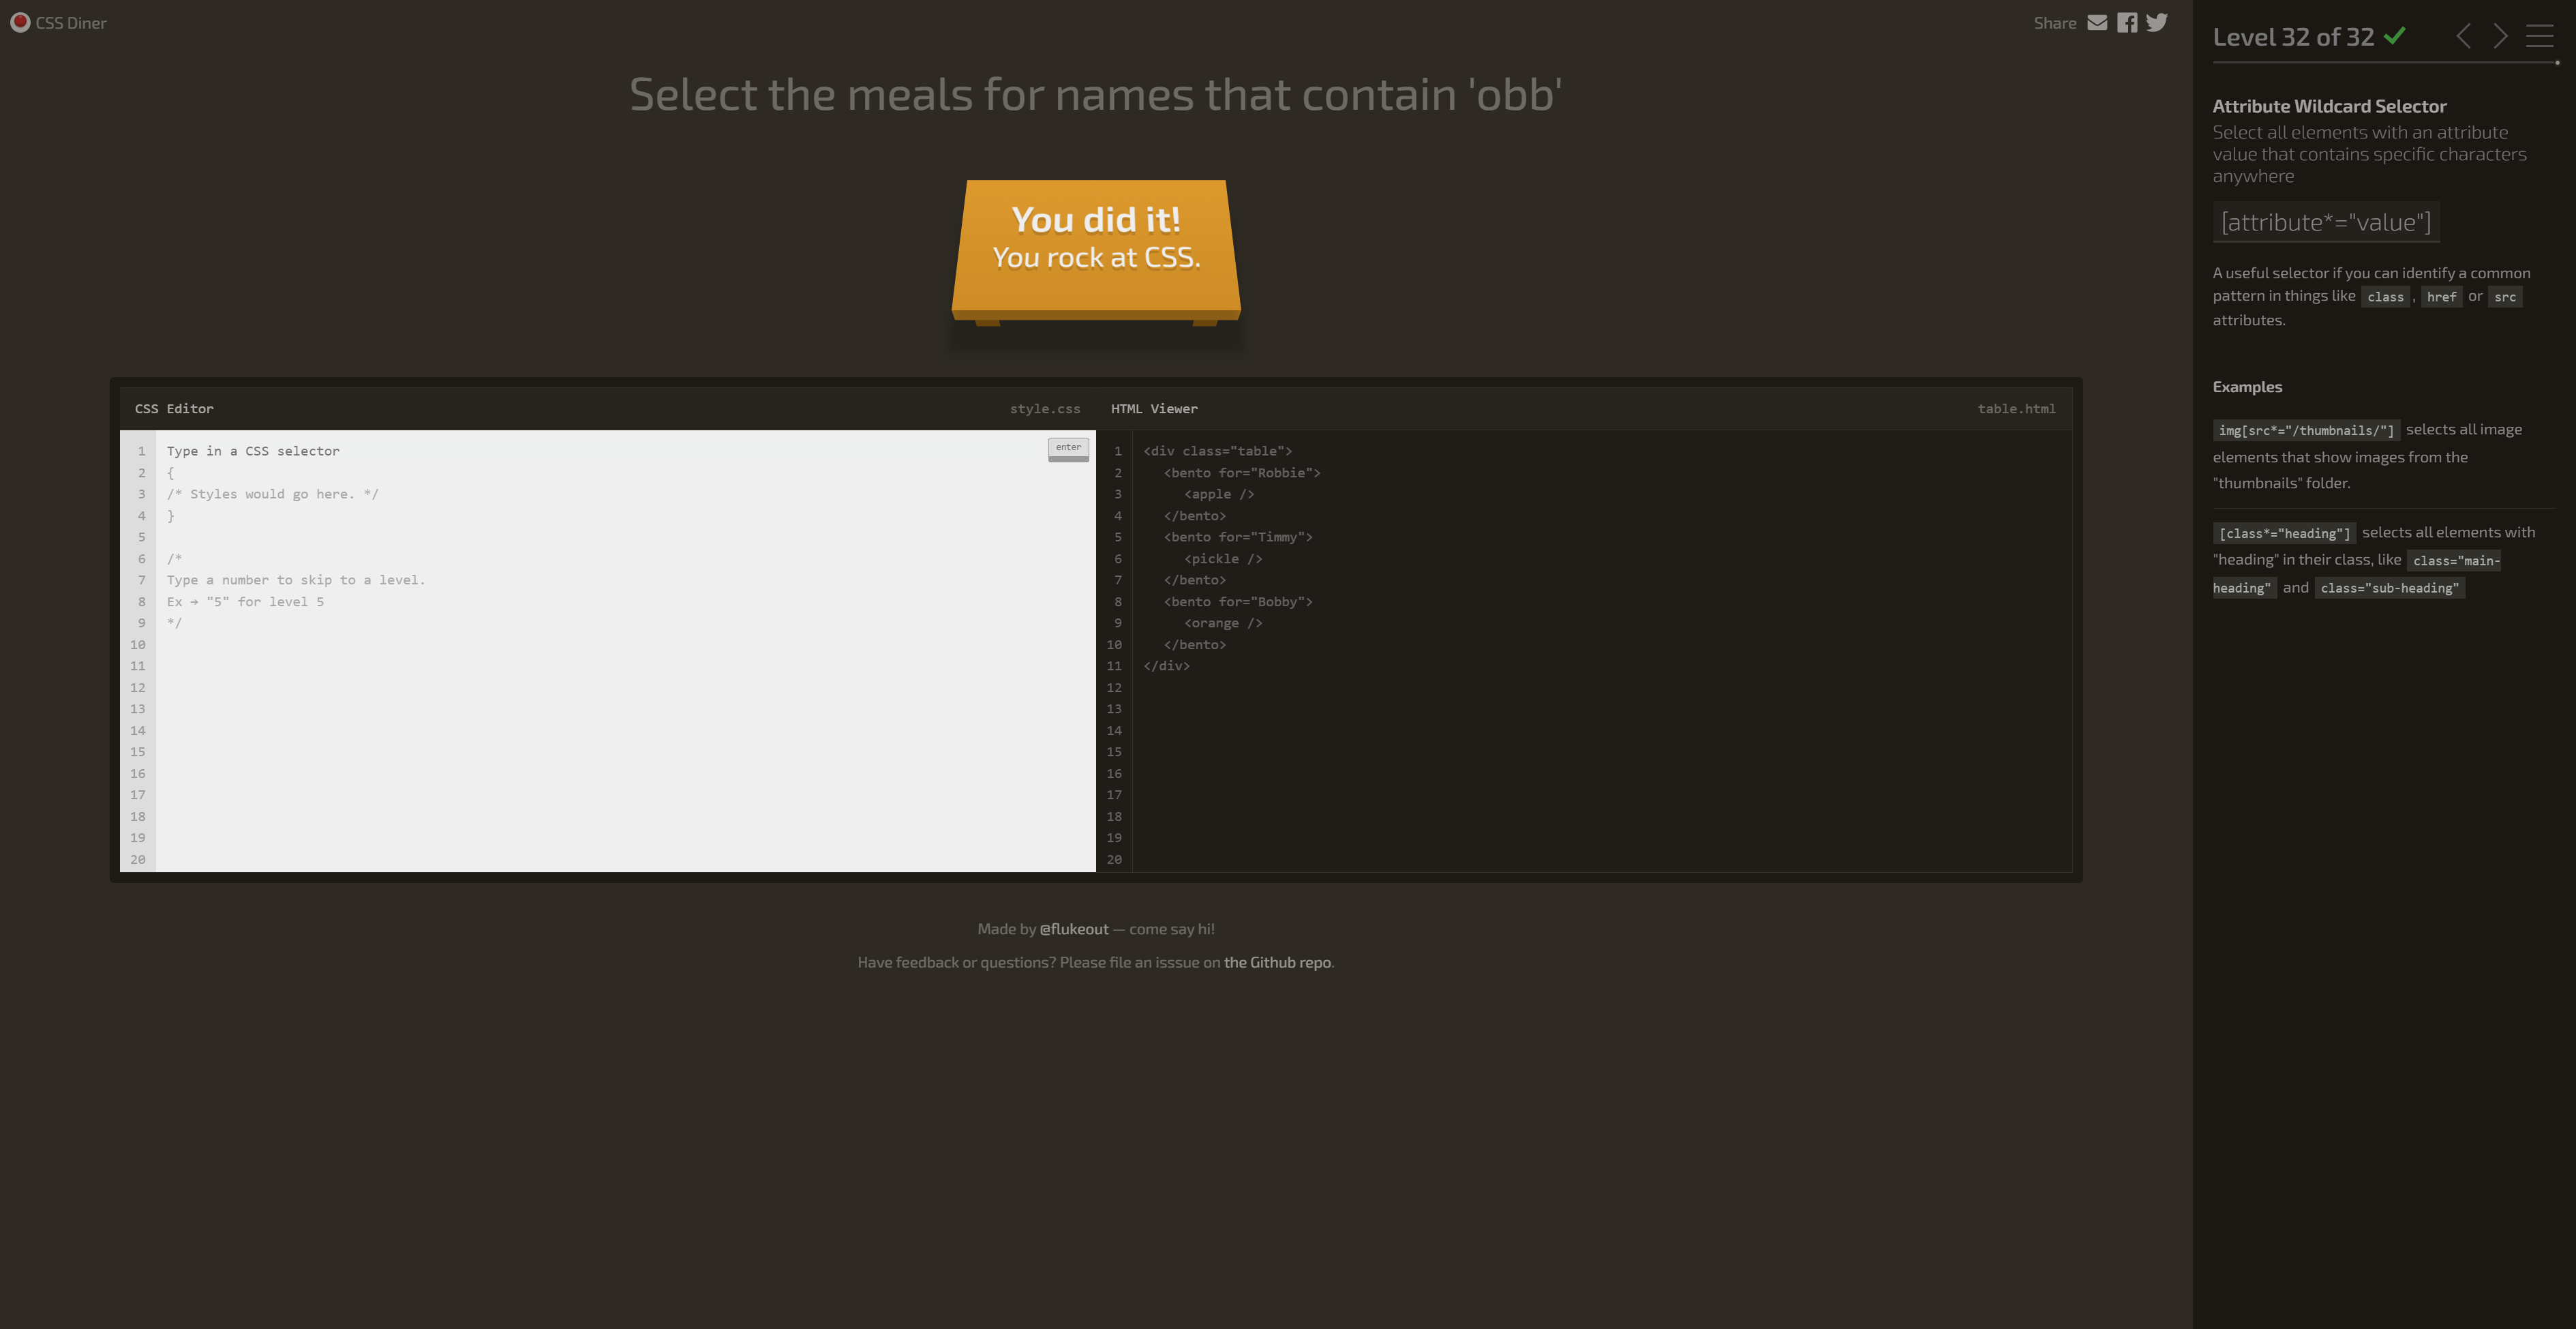 CSS Diner
Share
Select the meals for names that contain 'obb'
You did it!
You rock at CSS.
CSS Editor
style.css
1 Type in a CSS selector
enter
2 {
3 /* Styles would go here. */
4 }
5
6 /*
7 Type a number to skip to a level.
8 Ex → "5" for level 5
9 */
10
11
12
13
14
15
16
17
18
19
20
HTML Viewer
table.html
1 <div class="table">
2 <bento for="Robbie">
3 <apple />
4 </bento>
5 <bento for="Timmy">
6 <pickle />
7 </bento>
8 <bento for="Bobby">
9 <orange />
10 </bento>
11 </div>
12
13
14
15
16
17
18
19
20
Made by @flukeout — come say hi!
Have feedback or questions? Please file an isssue on the Github repo.
Level 32 of 32
Attribute Wildcard Selector
Select all elements with an attribute
value that contains specific characters
anywhere
[attribute*="value"]
A useful selector if you can identify a common
pattern in things like class , href or src
attributes.
Examples
img[src*="/thumbnails/"] selects all image
elements that show images from the
"thumbnails" folder.
[class*="heading"] selects all elements with
"heading" in their class, like class="main-
heading" and class="sub-heading"